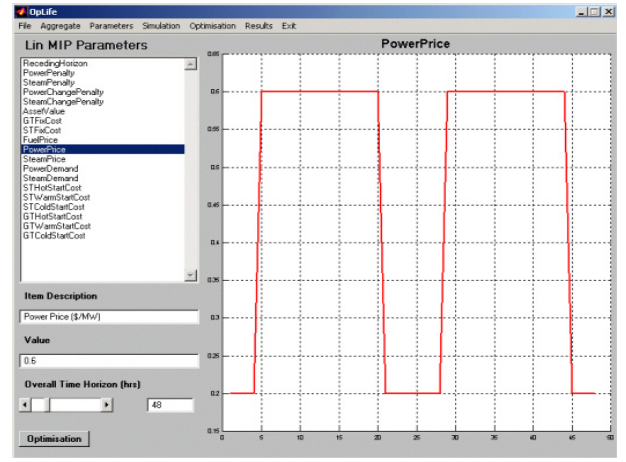 OpLife
File Aggregate Parameters Simulation Optimisation Results Exit
Lin MIP Parameters
RecedingHorizon
PowerPenalty
SteamPenalty
PowerChangePenalty
SteamChangePenalty
AssetValue
GTFixCost
STFixCost
FuelPrice
PowerPrice
SteamPrice
PowerDemand
SteamDemand
STHotStartCost
STWarmStartCost
STColdStartCost
GTHotStartCost
GTWarmStartCost
GTColdStartCost
Item Description
Power Price ($/MW)
Value
0.6
Overall Time Horizon (hrs)
48
Optimisation
PowerPrice
0.65
0.6
0.55
0.5
0.45
0.4
0.35
0.3
0.25
0.2
0.15
0 5 10 15 20 25 30 35 40 45 50